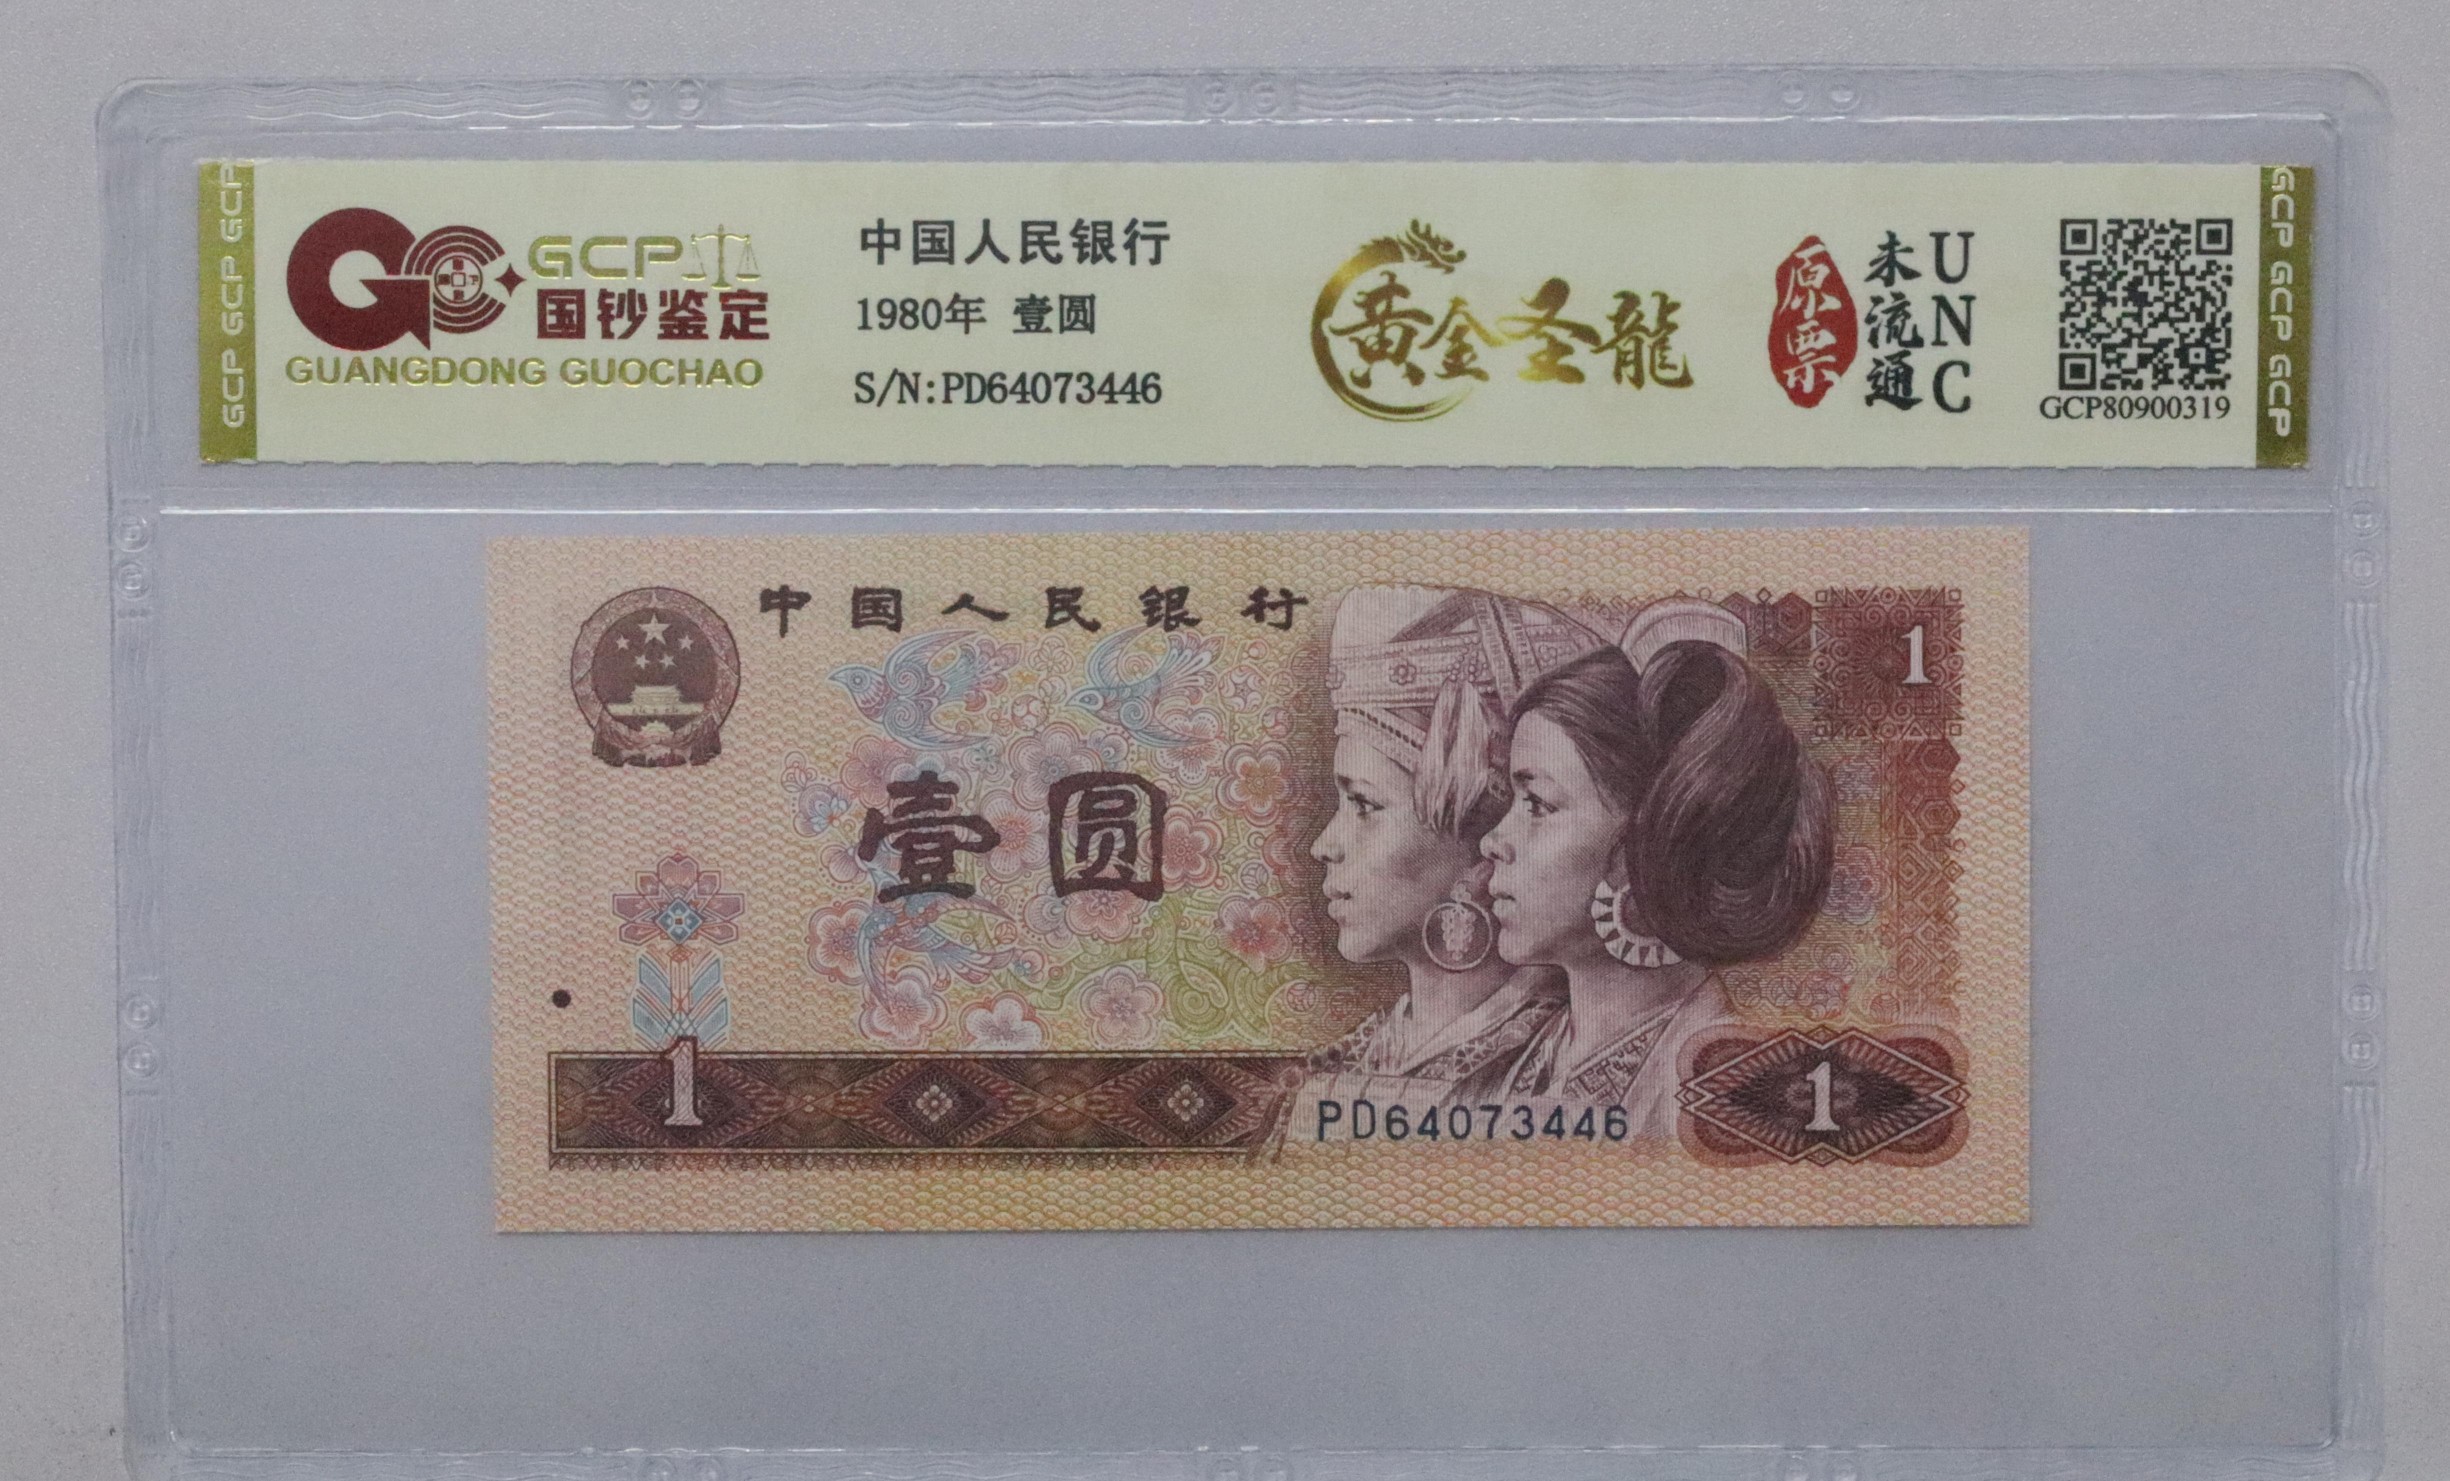 GCP GCP GCP
GCP
国钞鉴定
GUANGDONG GUOCHAO
中国人民银行
1980年 壹圆
S/N:PD64073446
黄金圣龍
原票
未流通
UNC
GCP80900319
GCP GCP GCP
中国人民银行
1
壹圆
1
PD64073446
1